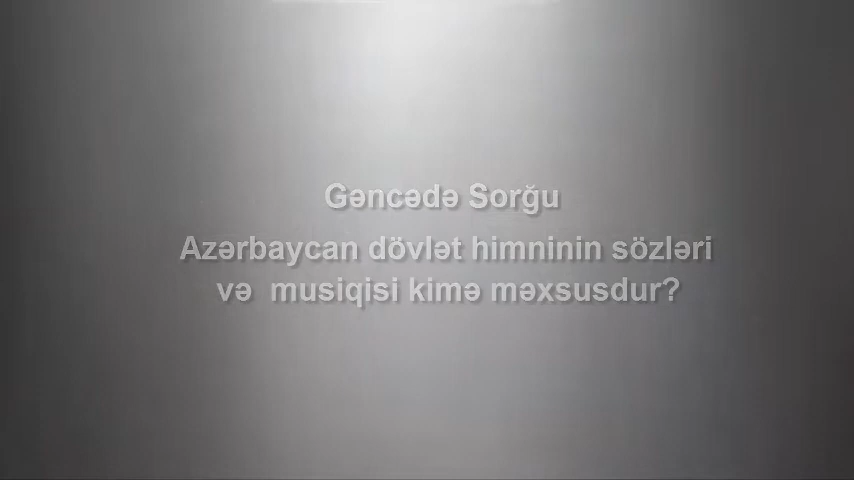 Gəncədə Sorğu
Azərbaycan dövlət himninin sözləri
və musiqisi kimə məxsusdur?